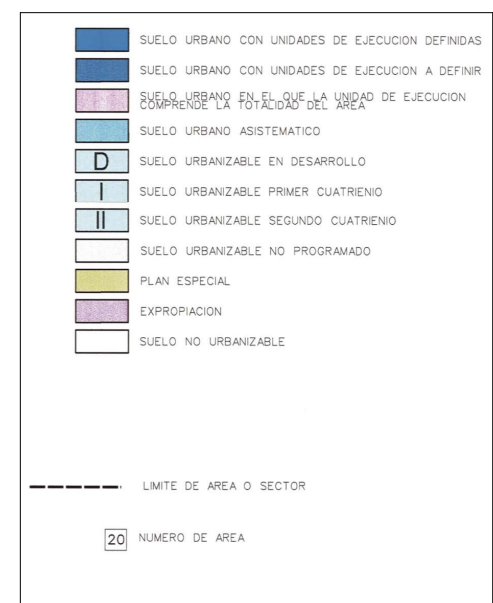 SUELO URBANO CON UNIDADES DE EJECUCION DEFINIDAS
SUELO URBANO CON UNIDADES DE EJECUCION A DEFINIR
SUELO URBANO EN EL QUE LA UNIDAD DE EJECUCION
COMPRENDE LA TOTALIDAD DEL AREA
SUELO URBANO ASISTEMATICO
D SUELO URBANIZABLE EN DESARROLLO
I SUELO URBANIZABLE PRIMER CUATRIENIO
II SUELO URBANIZABLE SEGUNDO CUATRIENIO
SUELO URBANIZABLE NO PROGRAMADO
PLAN ESPECIAL
EXPROPIACION
SUELO NO URBANIZABLE
LIMITE DE AREA O SECTOR
20 NUMERO DE AREA